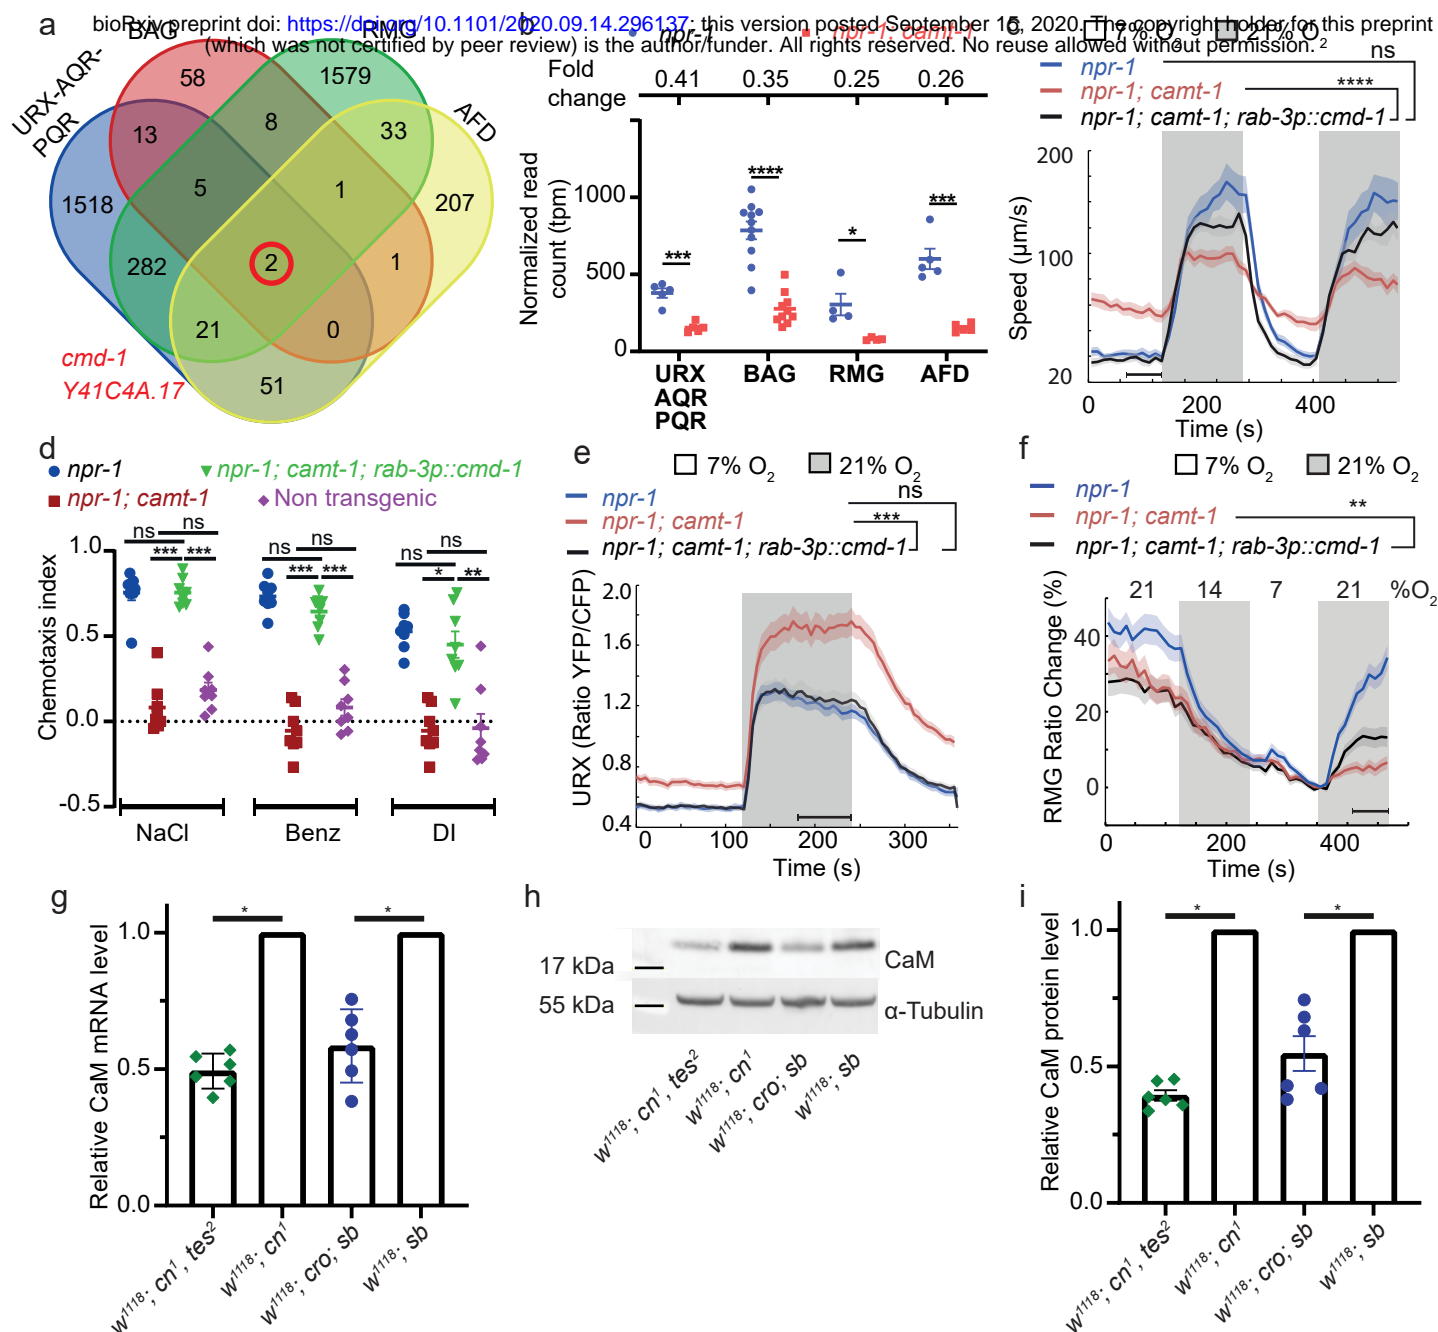 bioRxiv preprint doi: https://doi.org/10.1101/2020.09.14.296137; this version posted September 15, 2020. The copyright holder for this preprint
(which was not certified by peer review) is the author/funder. All rights reserved. No reuse allowed without permission.
a
BAG
RMG
URX-AQR-
PQR
AFD
58
1579
13
8
33
1518
5
1
207
282
2
1
21
0
51
cmd-1
Y41C4A.17
b
npr-1
npr-1; camt-1
Fold
change
0.41 0.35 0.25 0.26
Normalized read
count (tpm)
1000
500
0
*** **** * ***
URX
AQR
PQR
BAG
RMG
AFD
c
7% O2
21% O2
npr-1
npr-1; camt-1
npr-1; camt-1; rab-3p::cmd-1
ns
****
Speed (µm/s)
200
100
20
0 200 400
Time (s)
d
npr-1
npr-1; camt-1; rab-3p::cmd-1
npr-1; camt-1
Non transgenic
Chemotaxis index
1.0
0.5
0.0
-0.5
ns
ns
*** ***
ns
ns
*** ***
ns
ns
* **
NaCl
Benz
DI
e
7% O2
21% O2
npr-1
npr-1; camt-1
npr-1; camt-1; rab-3p::cmd-1
ns
***
URX (Ratio YFP/CFP)
2.0
1.6
1.2
0.8
0.4
0 100 200 300
Time (s)
f
7% O2
21% O2
npr-1
npr-1; camt-1
npr-1; camt-1; rab-3p::cmd-1
**
21 14 7 21 %O2
RMG Ratio Change (%)
40
20
0
0 200 400
Time (s)
g
Relative CaM mRNA level
1.0
0.5
0.0
* *
w1118; cn1, tes2
w1118; cn1
w1118; cro; sb
w1118; sb
h
17 kDa
CaM
55 kDa
α-Tubulin
w1118; cn1, tes2
w1118; cn1
w1118; cro; sb
w1118; sb
i
Relative CaM protein level
1.0
0.5
0.0
* *
w1118; cn1, tes2
w1118; cn1
w1118; cro; sb
w1118; sb